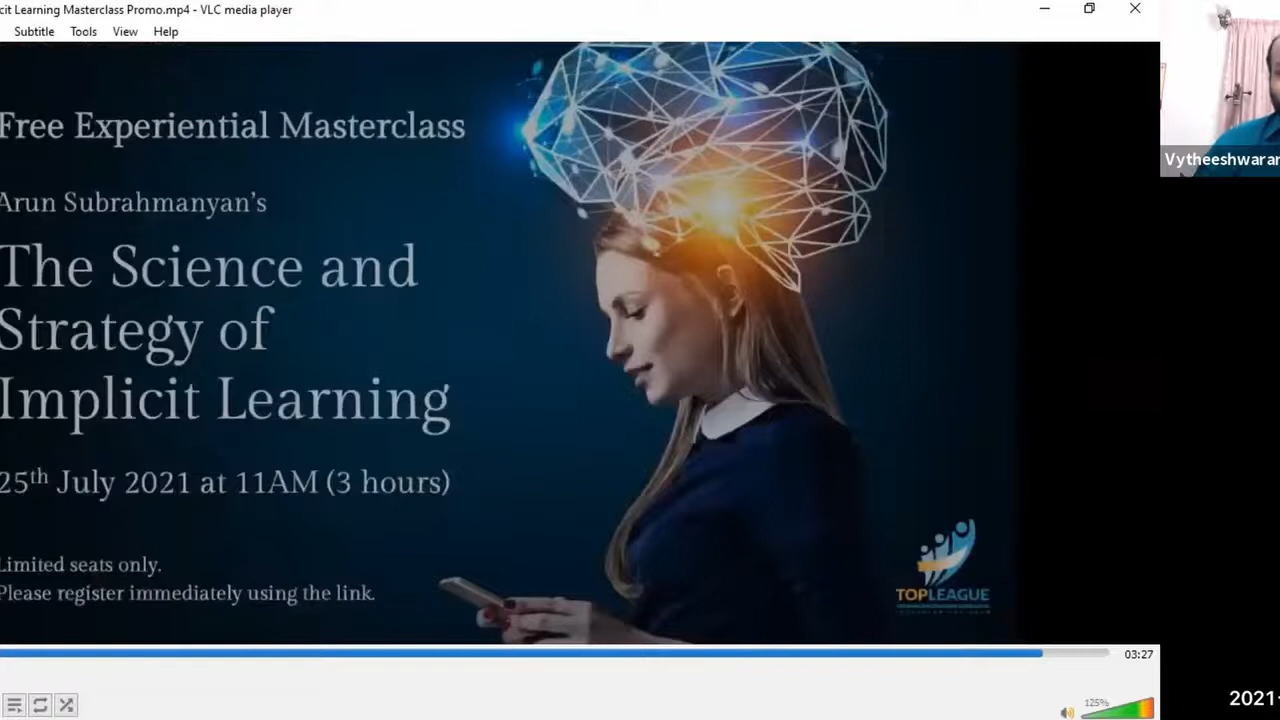 cit Learning Masterclass Promo.mp4 - VLC media player
Subtitle Tools View Help
Free Experiential Masterclass
Arun Subrahmanyan's
The Science and
Strategy of
Implicit Learning
25th July 2021 at 11AM (3 hours)
Limited seats only.
Please register immediately using the link.
TOPLEAGUE
Vytheeshwaran
03:27
125%
2021-